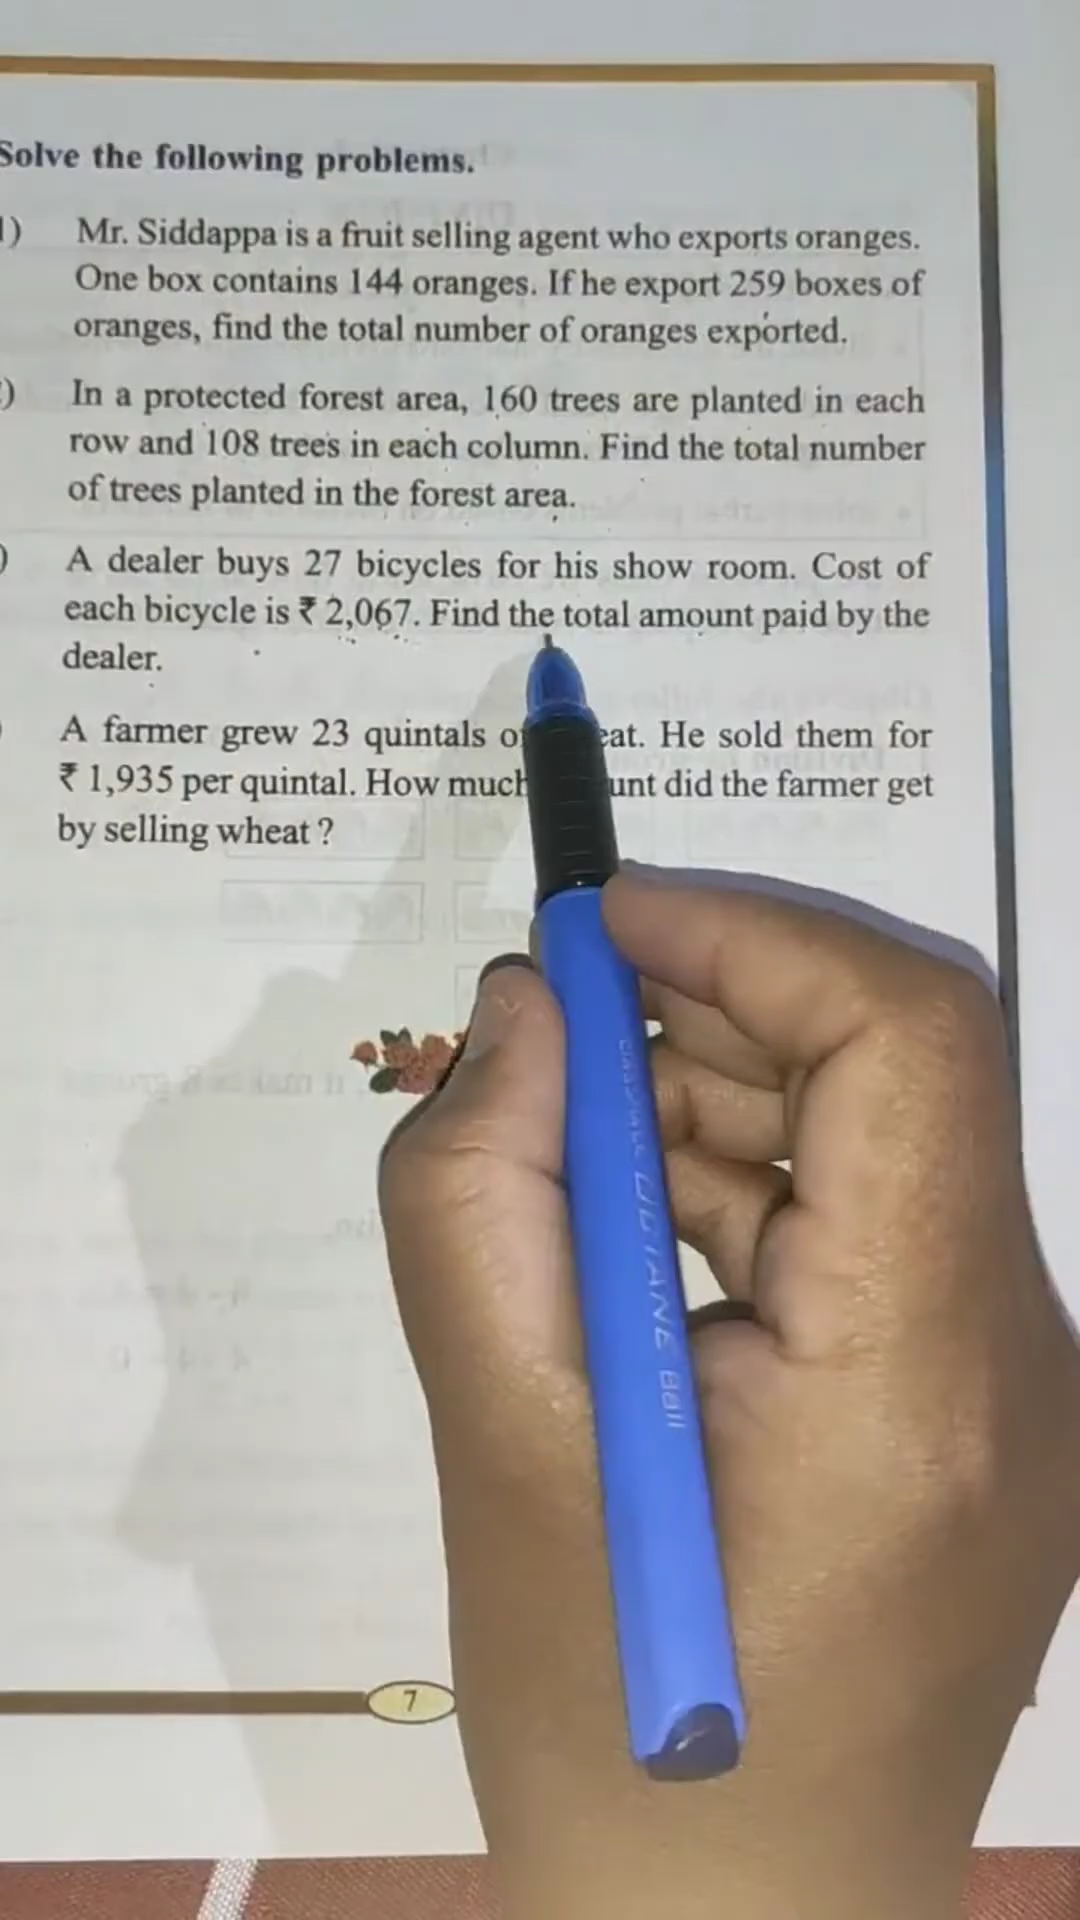 Solve the following problems.
1) Mr. Siddappa is a fruit selling agent who exports oranges.
One box contains 144 oranges. If he export 259 boxes of
oranges, find the total number of oranges exported.
) In a protected forest area, 160 trees are planted in each
row and 108 trees in each column. Find the total number
of trees planted in the forest area.
) A dealer buys 27 bicycles for his show room. Cost of
each bicycle is ₹ 2,067. Find the total amount paid by the
dealer.
A farmer grew 23 quintals eat. He sold them for
₹ 1,935 per quintal. How much unt did the farmer get
by selling wheat ?
classmate OCTANE Ball
7